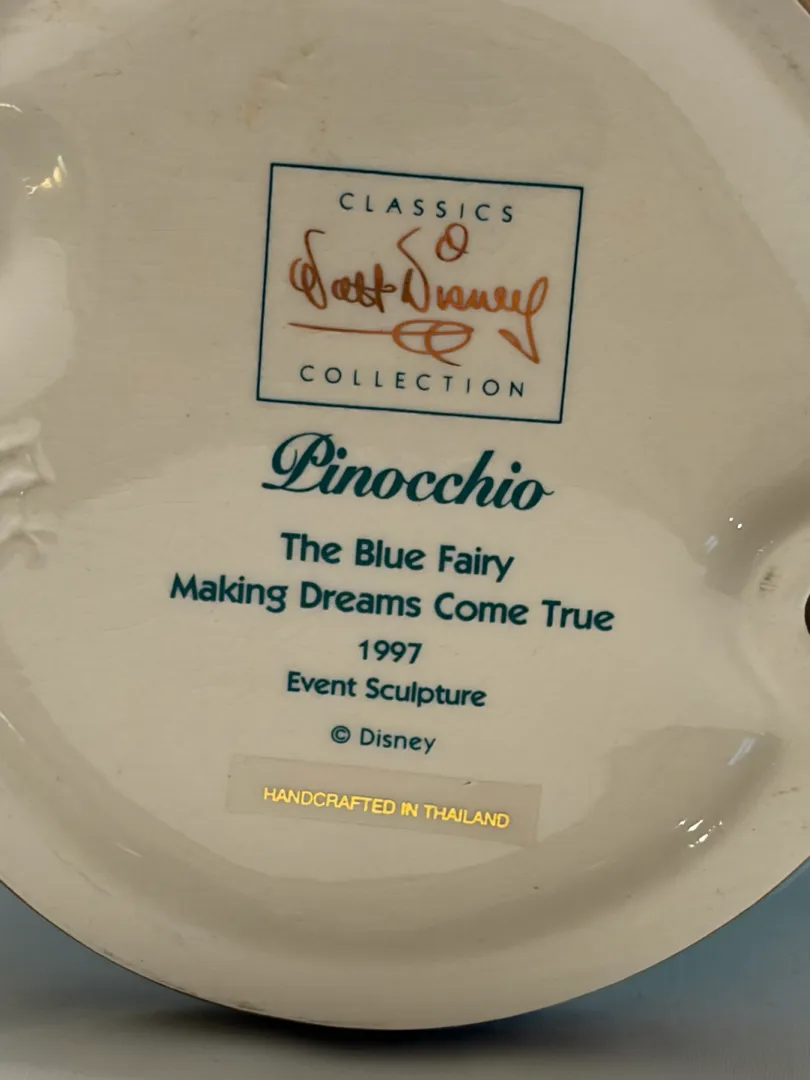 CLASSICS
Walt Disney
COLLECTION
Pinocchio
The Blue Fairy
Making Dreams Come True
1997
Event Sculpture
© Disney
HANDCRAFTED IN THAILAND